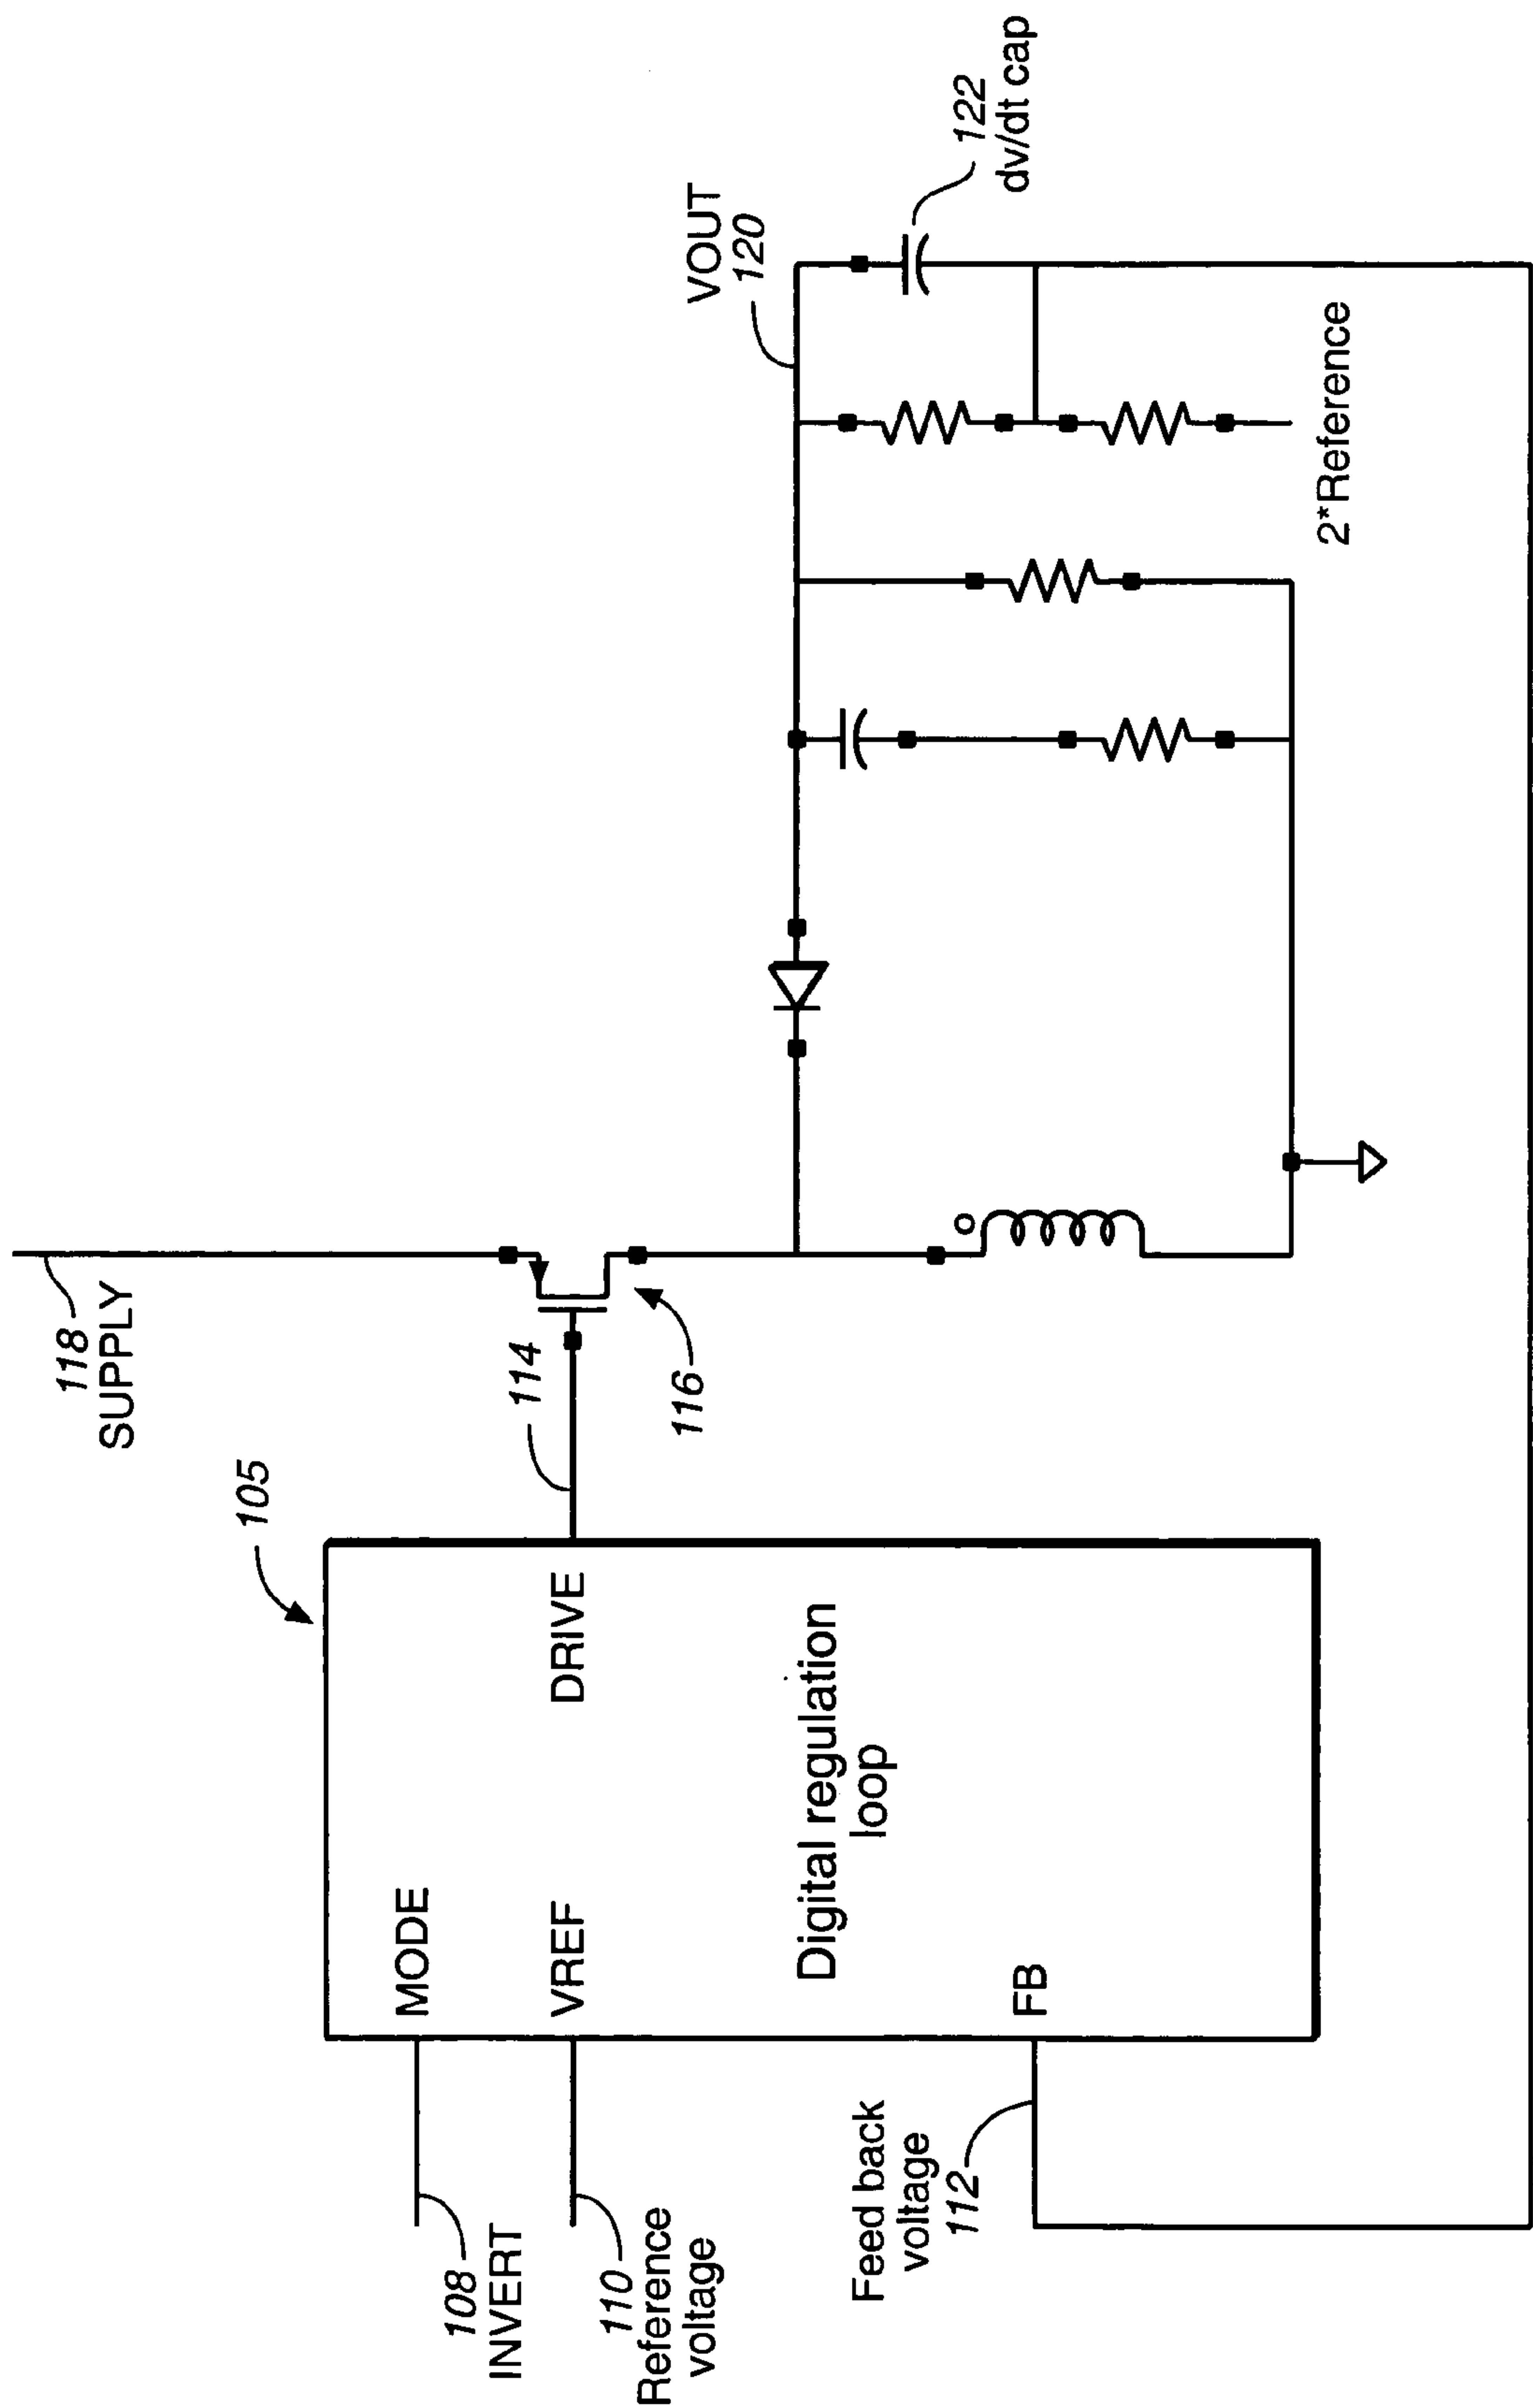 118
SUPPLY
105
114
116
MODE
VREF
DRIVE
Digital regulation
loop
FB
108
INVERT
110
Reference
voltage
Feed back
voltage
112
VOUT
120
122
dv/dt cap
2*Reference